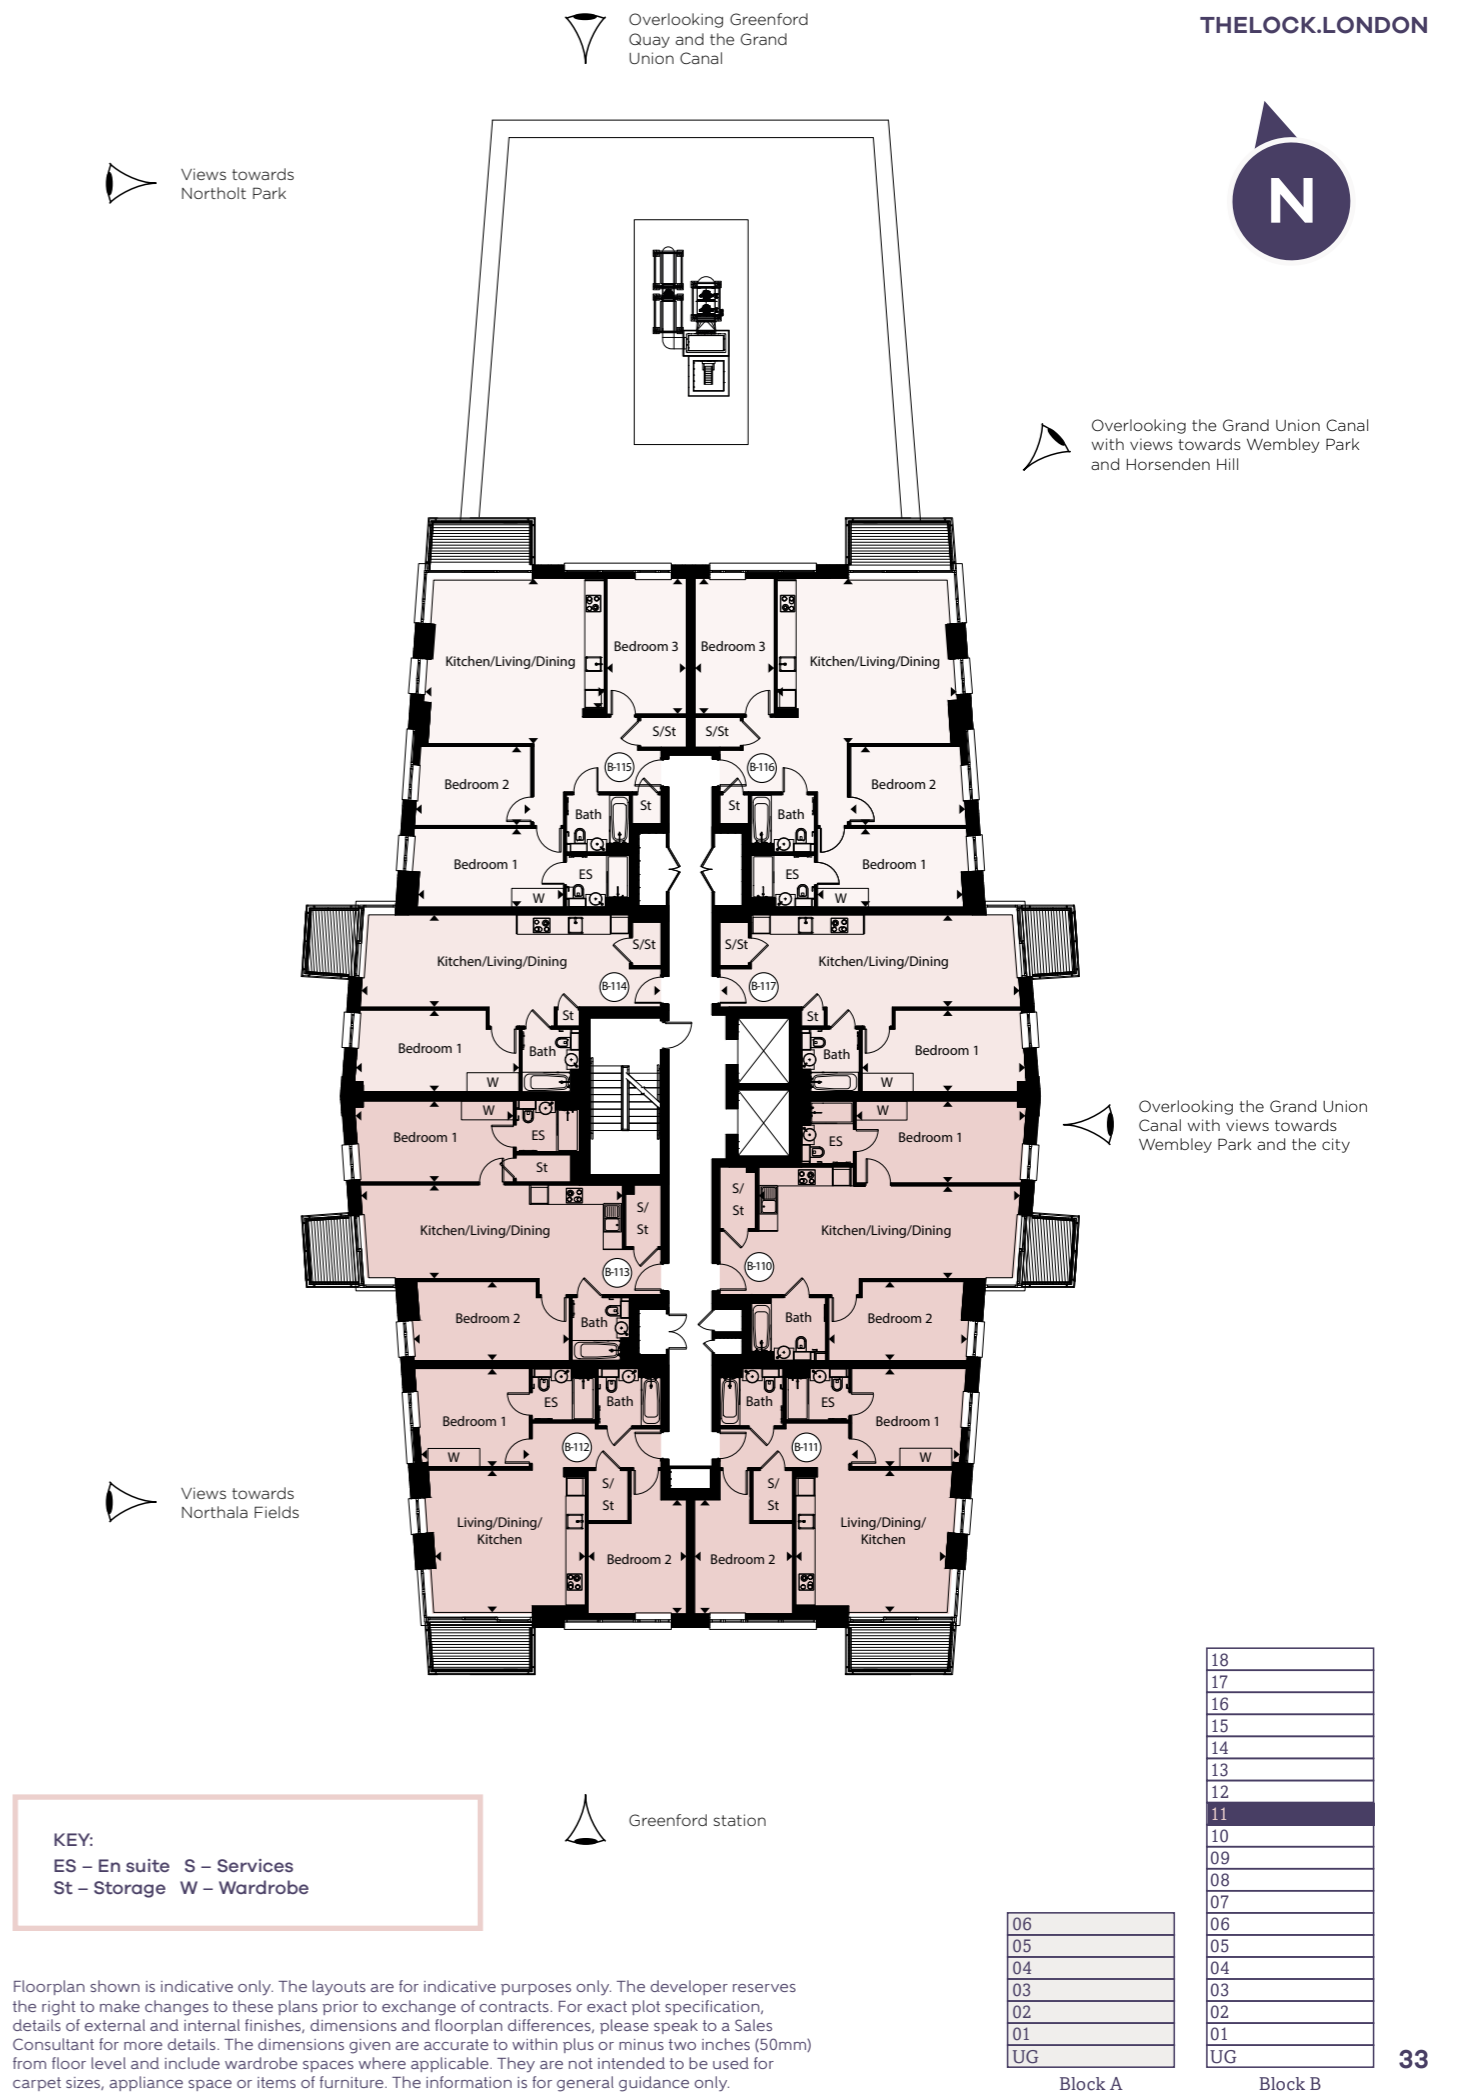 Overlooking Greenford
Quay and the Grand
Union Canal
THELOCK.LONDON
Views towards
Northolt Park
N
Overlooking the Grand Union Canal
with views towards Wembley Park
and Horsenden Hill
Kitchen/Living/Dining
Bedroom 3
Bedroom 3
Kitchen/Living/Dining
S/St
S/St
B-115
B-116
Bedroom 2
St
Bath
St
Bath
Bedroom 2
Bedroom 1
ES
W
ES
Bedroom 1
W
Kitchen/Living/Dining
S/St
S/St
Kitchen/Living/Dining
B-114
B-117
St
St
Bedroom 1
Bath
W
Bath
Bedroom 1
W
W
Bedroom 1
ES
St
W
ES
Bedroom 1
Overlooking the Grand Union
Canal with views towards
Wembley Park and the city
Kitchen/Living/Dining
S/
St
S/
St
Kitchen/Living/Dining
B-113
B-110
Bedroom 2
Bath
Bath
Bedroom 2
Bedroom 1
ES
Bath
W
Bath
ES
Bedroom 1
W
B-112
B-111
S/
St
S/
St
Views towards
Northala Fields
Living/Dining/
Kitchen
Bedroom 2
Bedroom 2
Living/Dining/
Kitchen
Greenford station
KEY:
ES – En suite S – Services
St – Storage W – Wardrobe
18
17
16
15
14
13
12
11
10
09
08
07
06
05
04
03
02
01
UG
Block B
06
05
04
03
02
01
UG
Block A
Floorplan shown is indicative only. The layouts are for indicative purposes only. The developer reserves
the right to make changes to these plans prior to exchange of contracts. For exact plot specification,
details of external and internal finishes, dimensions and floorplan differences, please speak to a Sales
Consultant for more details. The dimensions given are accurate to within plus or minus two inches (50mm)
from floor level and include wardrobe spaces where applicable. They are not intended to be used for
carpet sizes, appliance space or items of furniture. The information is for general guidance only.
33